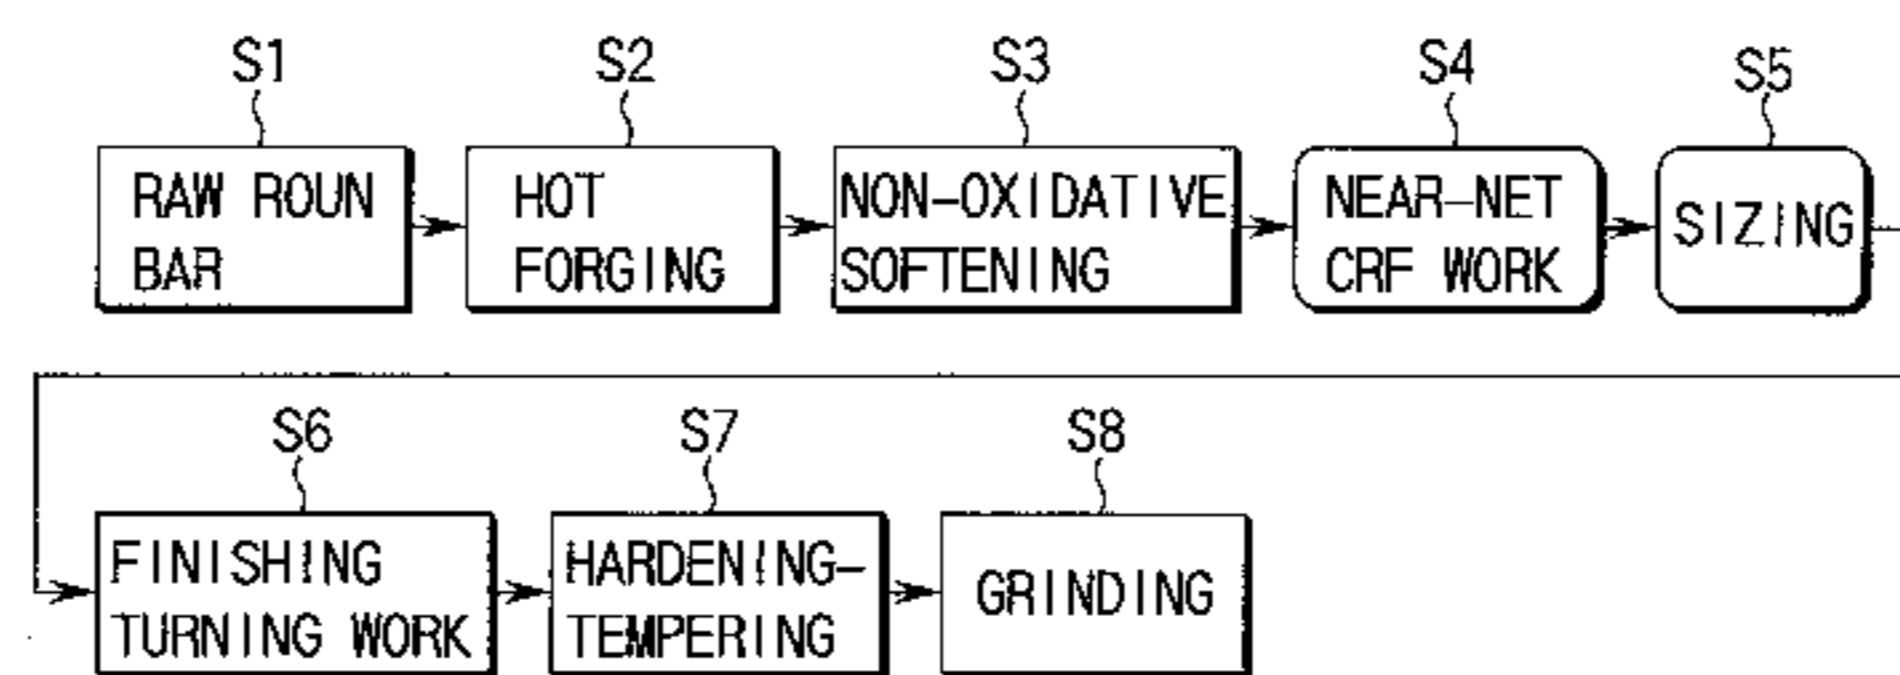 S1 S2 S3 S4 S5
RAW ROUN
BAR
HOT
FORGING
NON-OXIDATIVE
SOFTENING
NEAR-NET
CRF WORK
SIZING
S6 S7 S8
FINISHING
TURNING WORK
HARDENING-
TEMPERING
GRINDING